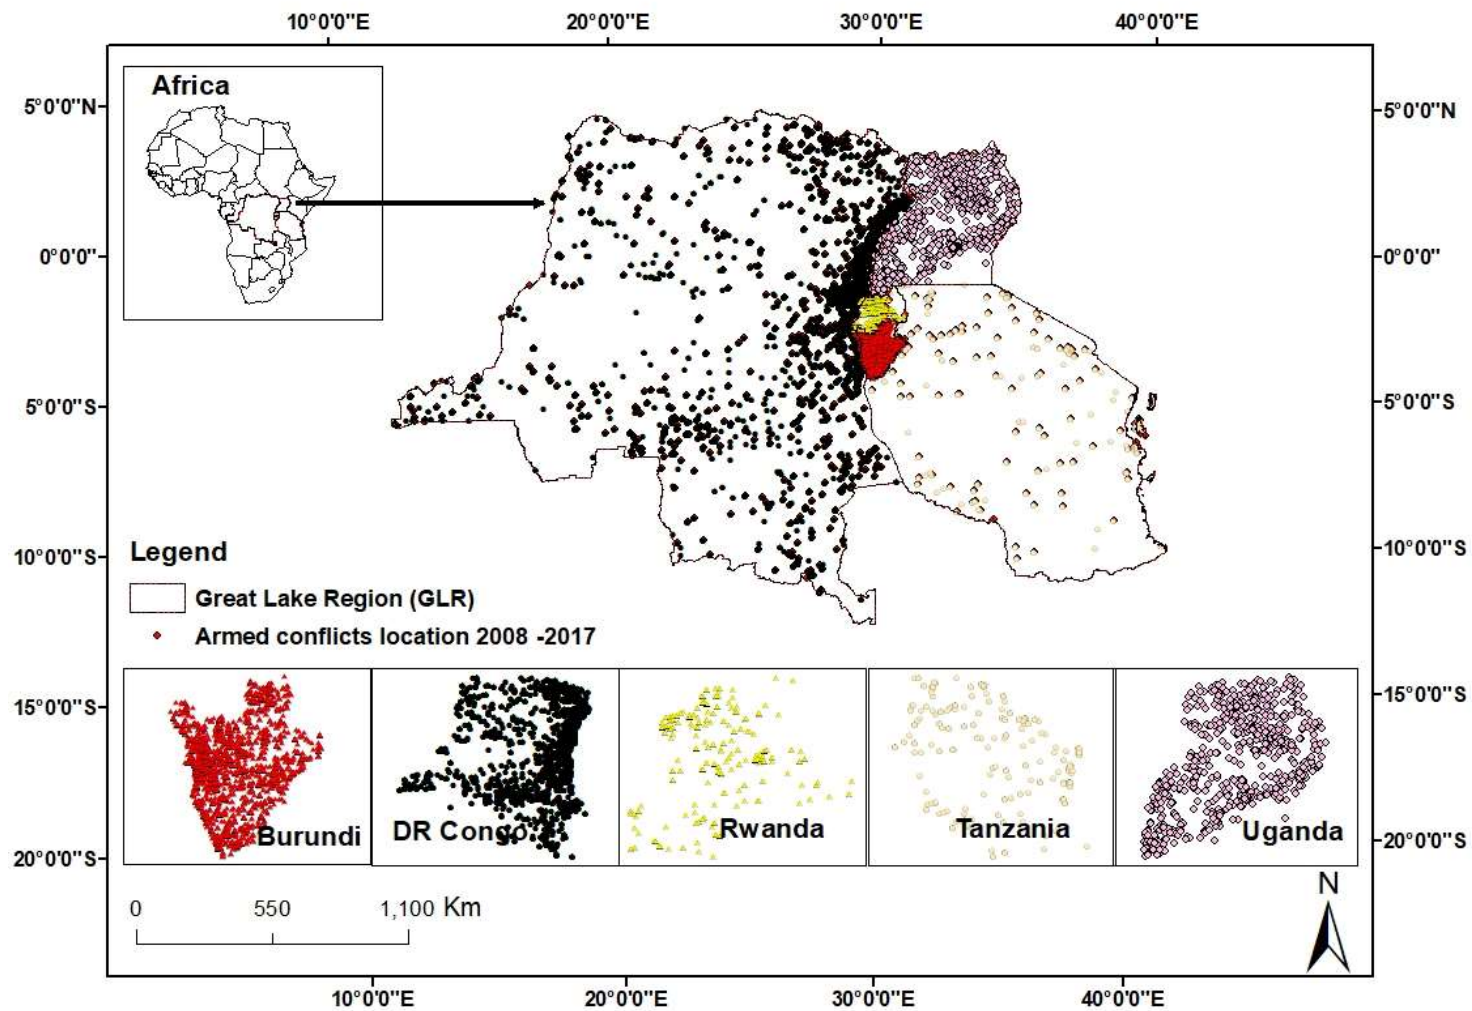 10°0'0"E 20°0'0"E 30°0'0"E 40°0'0"E
Africa
5°0'0"N 5°0'0"N
0°0'0" 0°0'0"
5°0'0"S 5°0'0"S
10°0'0"S 10°0'0"S
Legend
Great Lake Region (GLR)
Armed conflicts location 2008 -2017
15°0'0"S 15°0'0"S
Burundi DR Congo Rwanda Tanzania Uganda
20°0'0"S 20°0'0"S
N
0 550 1,100 Km
10°0'0"E 20°0'0"E 30°0'0"E 40°0'0"E